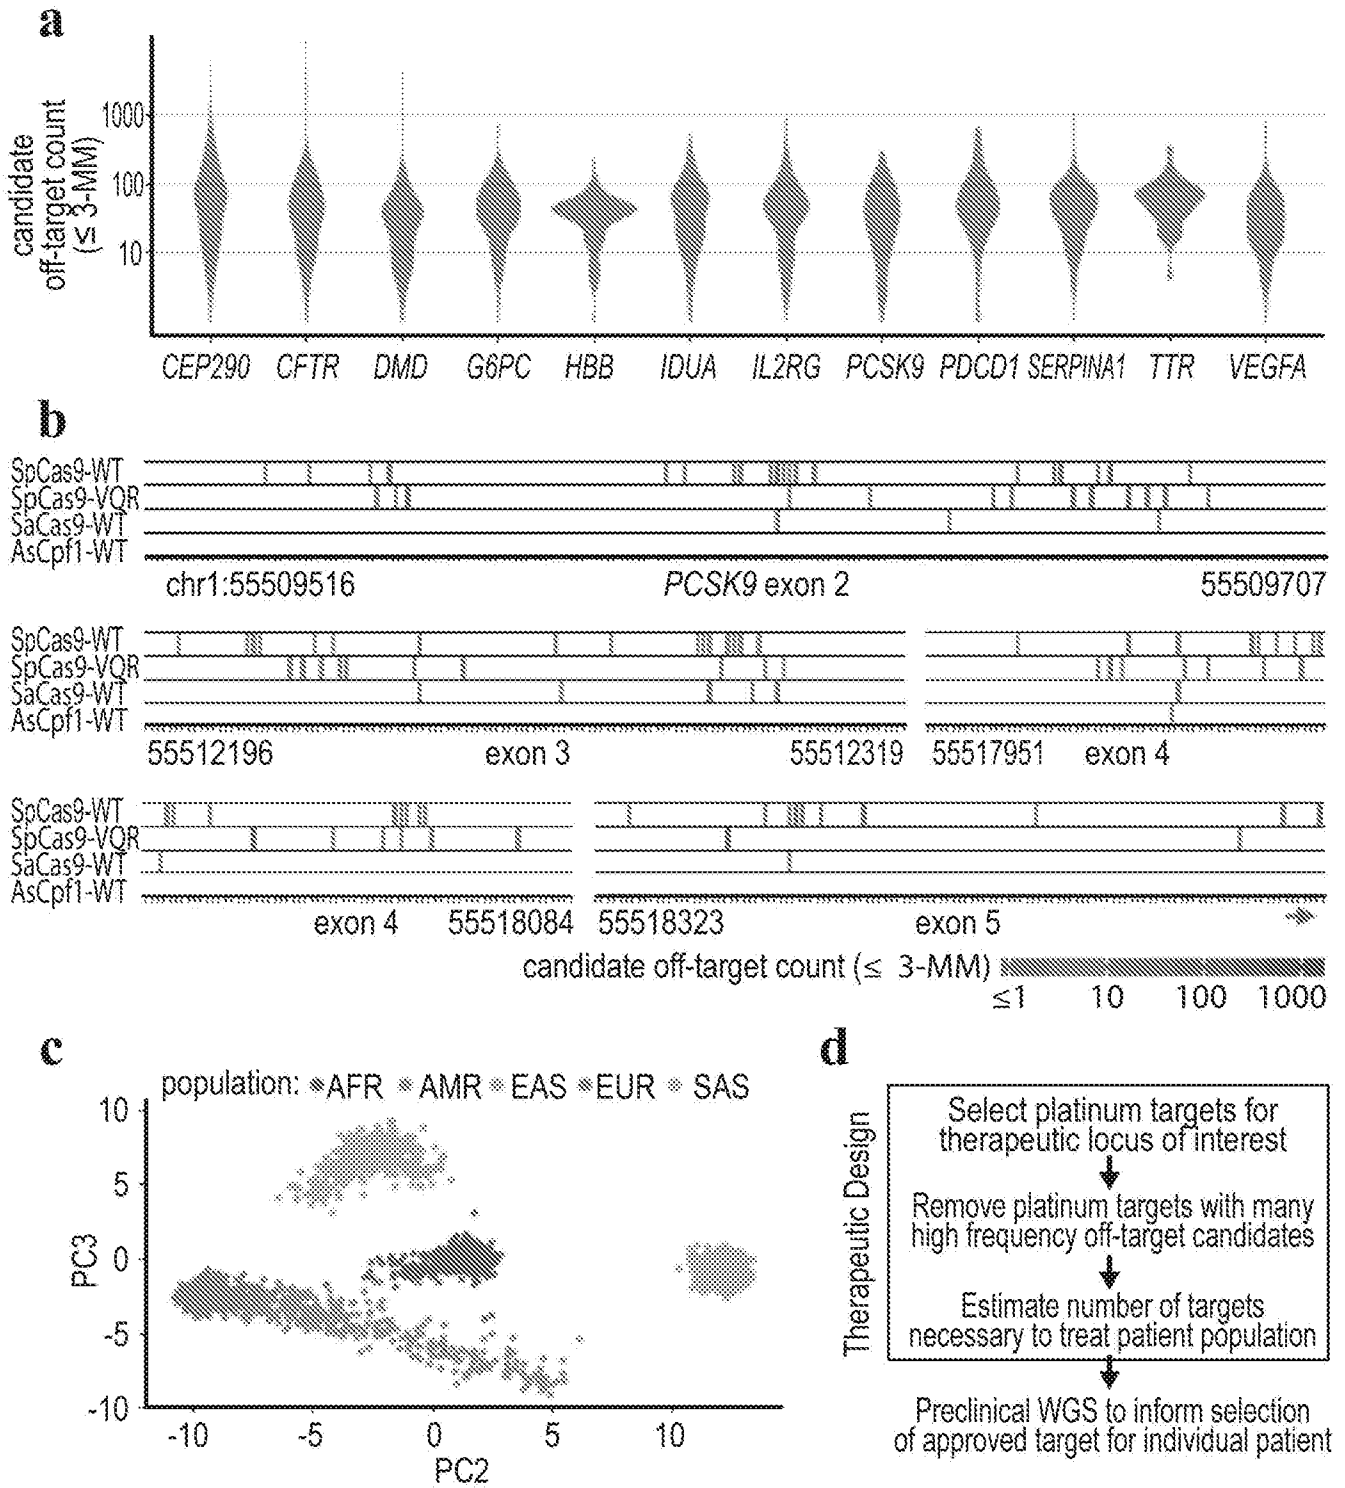 a
candidate
off-target count
(≤ 3-MM)
1000
100
10
CEP290 CFTR DMD G6PC HBB IDUA IL2RG PCSK9 PDCD1 SERPINA1 TTR VEGFA
b
SpCas9-WT
SpCas9-VQR
SaCas9-WT
AsCpf1-WT
chr1:55509516 PCSK9 exon 2 55509707
SpCas9-WT
SpCas9-VQR
SaCas9-WT
AsCpf1-WT
55512196 exon 3 55512319 55517951 exon 4
SpCas9-WT
SpCas9-VQR
SaCas9-WT
AsCpf1-WT
exon 4 55518084 55518323 exon 5
candidate off-target count (≤ 3-MM)
≤1 10 100 1000
c
population: AFR AMR EAS EUR SAS
10
5
0
-5
-10
PC3
-10 -5 0 5 10
PC2
d
Therapeutic Design
Select platinum targets for
therapeutic locus of interest
Remove platinum targets with many
high frequency off-target candidates
Estimate number of targets
necessary to treat patient population
Preclinical WGS to inform selection
of approved target for individual patient